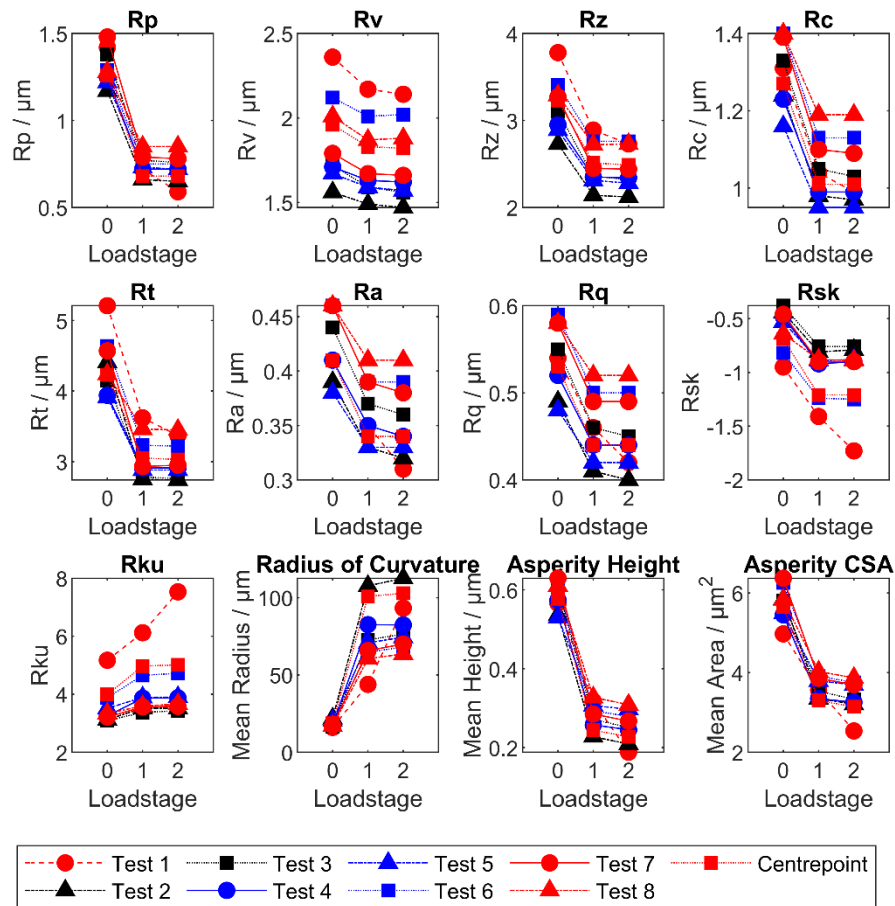 Rp
Rv
Rz
Rc
1.5
1
0.5
Rp / µm
0 1 2
Loadstage
2.5
2
1.5
Rv / µm
0 1 2
Loadstage
4
3
2
Rz / µm
0 1 2
Loadstage
1.4
1.2
1
Rc / µm
0 1 2
Loadstage
Rt
Ra
Rq
Rsk
5
4
3
Rt / µm
0 1 2
Loadstage
0.45
0.4
0.35
0.3
Ra / µm
0 1 2
Loadstage
0.6
0.5
0.4
Rq / µm
0 1 2
Loadstage
-0.5
-1
-1.5
-2
Rsk
0 1 2
Loadstage
Rku
Radius of Curvature
Asperity Height
Asperity CSA
8
6
4
2
Rku
0 1 2
Loadstage
100
50
0
Mean Radius / µm
0 1 2
Loadstage
0.6
0.4
0.2
Mean Height / µm
0 1 2
Loadstage
6
4
2
Mean Area / µm²
0 1 2
Loadstage
Test 1 Test 3 Test 5 Test 7 Centrepoint
Test 2 Test 4 Test 6 Test 8